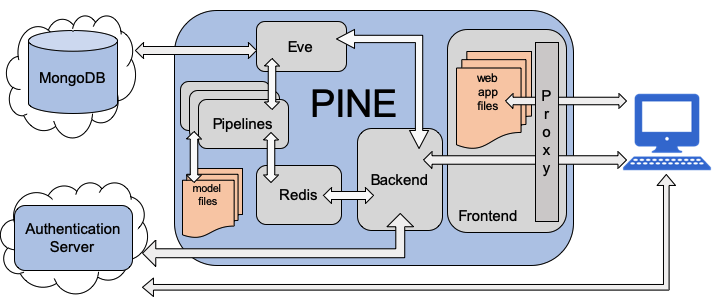 MongoDB
Eve
PINE
Pipelines
model
files
Redis
Backend
web
app
files
Proxy
Frontend
Authentication
Server